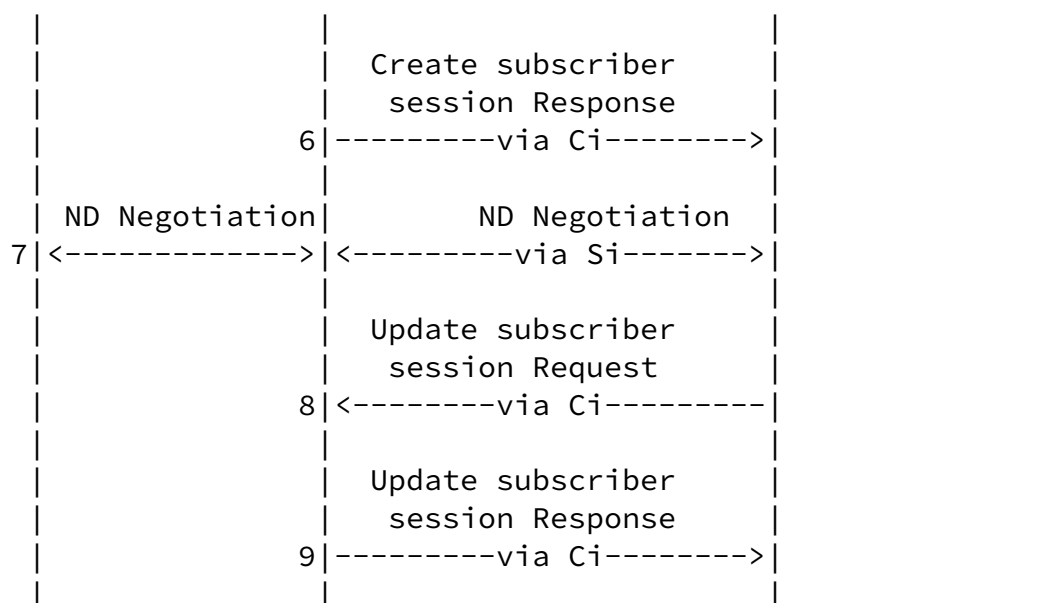 |               |                        |
|               |  Create subscriber     |
|               |   session Response     |
6|---------via Ci-------->|
|               |                        |
| ND Negotiation|        ND Negotiation  |
7|<------------->|<---------via Si------->|
|               |                        |
|               |  Update subscriber     |
|               |   session Request      |
8|<--------via Ci---------|
|               |                        |
|               |  Update subscriber     |
|               |   session Response     |
9|---------via Ci-------->|
|               |                        |